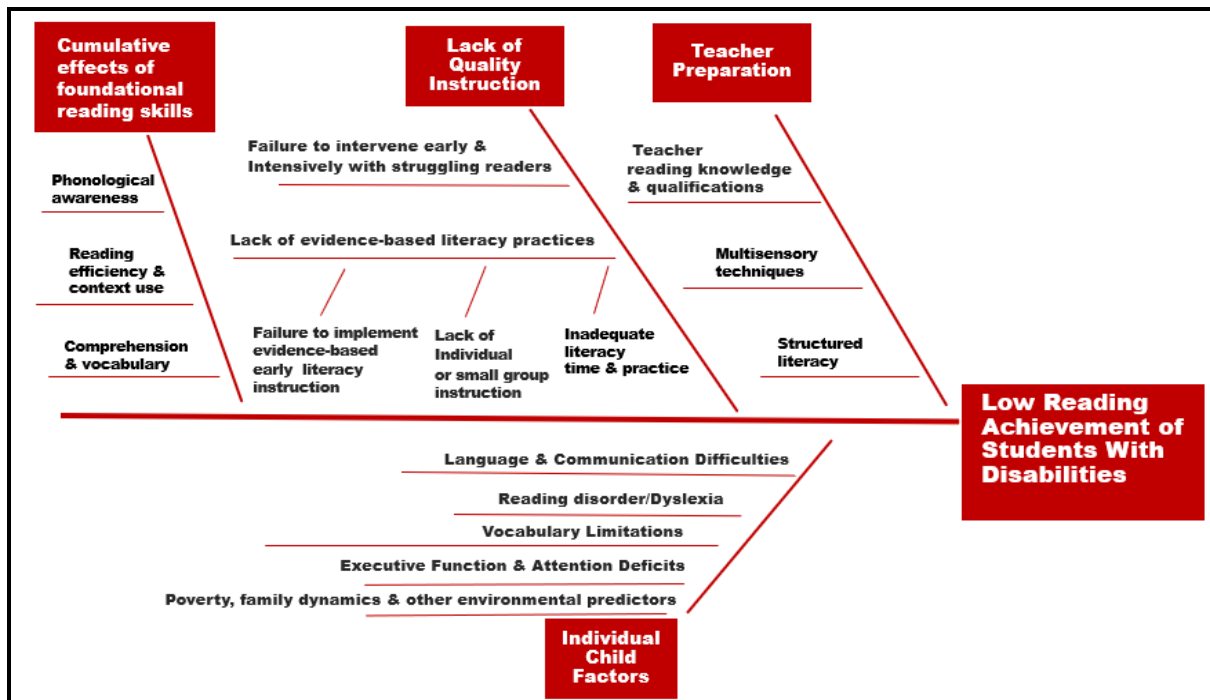 Cumulative
effects of
foundational
reading skills
Phonological
awareness
Reading
efficiency &
context use
Comprehension
& vocabulary
Lack of
Quality
Instruction
Failure to intervene early &
Intensively with struggling readers
Lack of evidence-based literacy practices
Failure to implement
evidence-based
early literacy
instruction
Lack of
Individual
or small group
instruction
Inadequate
literacy
time & practice
Teacher
Preparation
Teacher
reading knowledge
& qualifications
Multisensory
techniques
Structured
literacy
Low Reading
Achievement of
Students With
Disabilities
Language & Communication Difficulties
Reading disorder/Dyslexia
Vocabulary Limitations
Executive Function & Attention Deficits
Poverty, family dynamics & other environmental predictors
Individual
Child
Factors